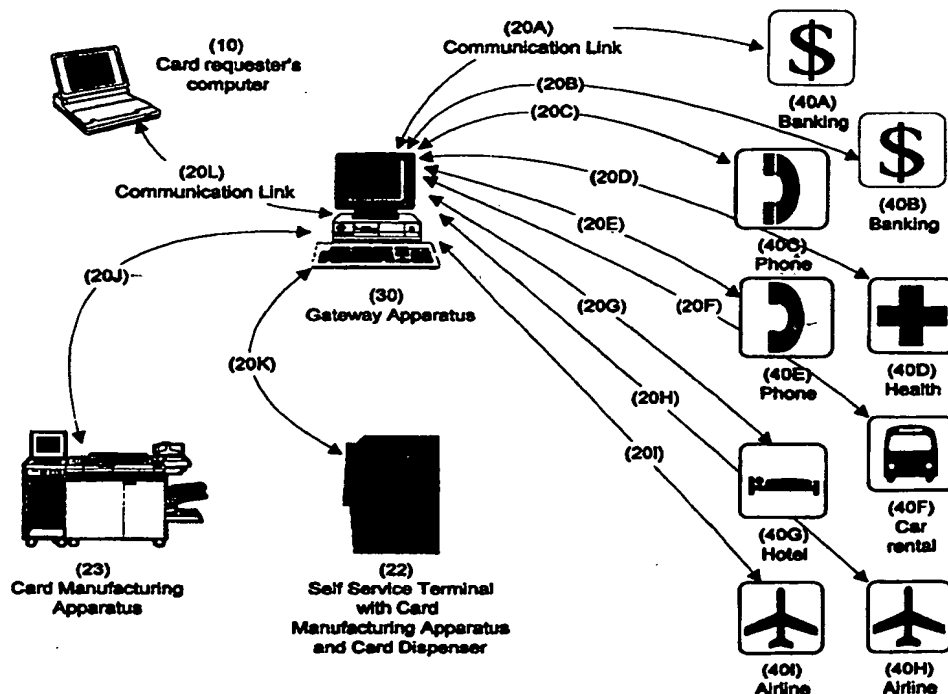 (10)
Card requester's
computer
(20A)
Communication Link
(40A)
Banking
(20B)
(20C)
(40B)
Banking
(20L)
Communication Link
(20D)
(40C)
Phone
(20E)
(20J)
(30)
Gateway Apparatus
(20G)
(20F)
(40E)
Phone
(40D)
Health
(20K)
(20H)
(20I)
(40F)
Car
rental
(40G)
Hotel
(23)
Card Manufacturing
Apparatus
(22)
Self Service Terminal
with Card
Manufacturing Apparatus
and Card Dispenser
(40I)
Airline
(40H)
Airline